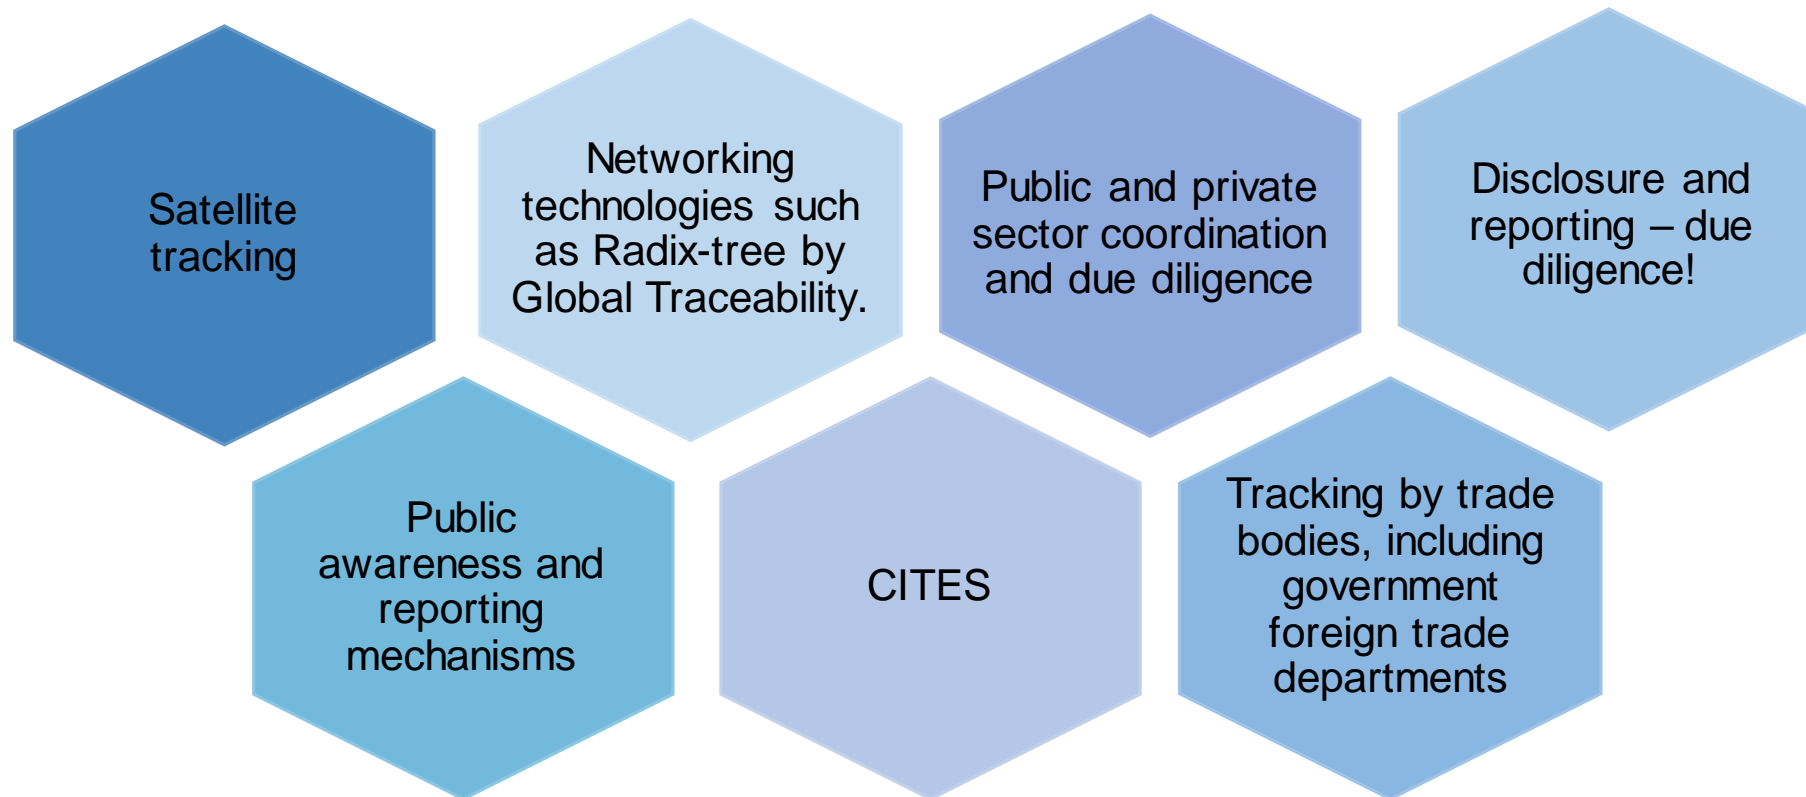 Satellite
tracking
Networking
technologies such
as Radix-tree by
Global Traceability.
Public and private
sector coordination
and due diligence
Disclosure and
reporting – due
diligence!
Public
awareness and
reporting
mechanisms
CITES
Tracking by trade
bodies, including
government
foreign trade
departments